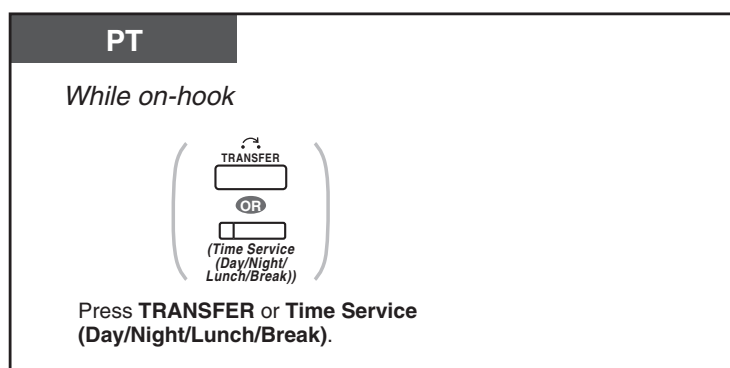 PT
While on-hook
TRANSFER
OR
(Time Service
(Day/Night/
Lunch/Break))
Press TRANSFER or Time Service
(Day/Night/Lunch/Break).